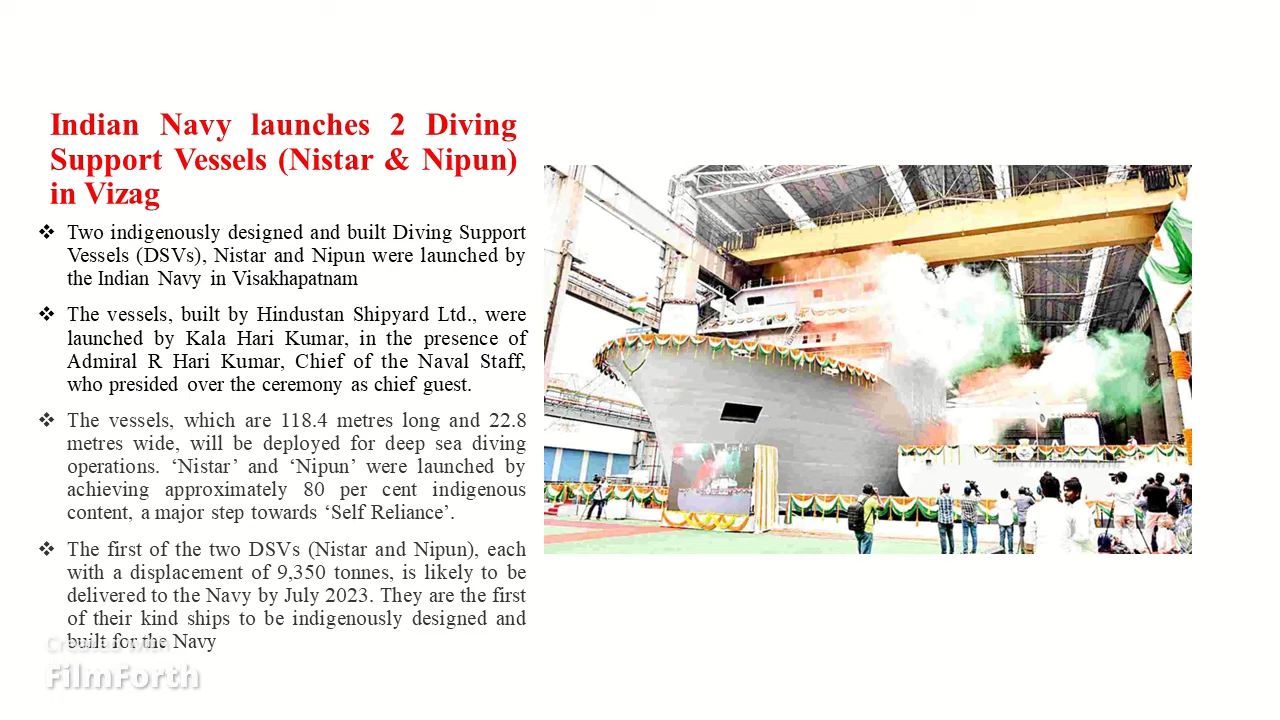 Indian Navy launches 2 Diving
Support Vessels (Nistar & Nipun)
in Vizag
❖ Two indigenously designed and built Diving Support
Vessels (DSVs), Nistar and Nipun were launched by
the Indian Navy in Visakhapatnam
❖ The vessels, built by Hindustan Shipyard Ltd., were
launched by Kala Hari Kumar, in the presence of
Admiral R Hari Kumar, Chief of the Naval Staff,
who presided over the ceremony as chief guest.
❖ The vessels, which are 118.4 metres long and 22.8
metres wide, will be deployed for deep sea diving
operations. ‘Nistar’ and ‘Nipun’ were launched by
achieving approximately 80 per cent indigenous
content, a major step towards ‘Self Reliance’.
❖ The first of the two DSVs (Nistar and Nipun), each
with a displacement of 9,350 tonnes, is likely to be
delivered to the Navy by July 2023. They are the first
of their kind ships to be indigenously designed and
built for the Navy
Created with
FilmForth